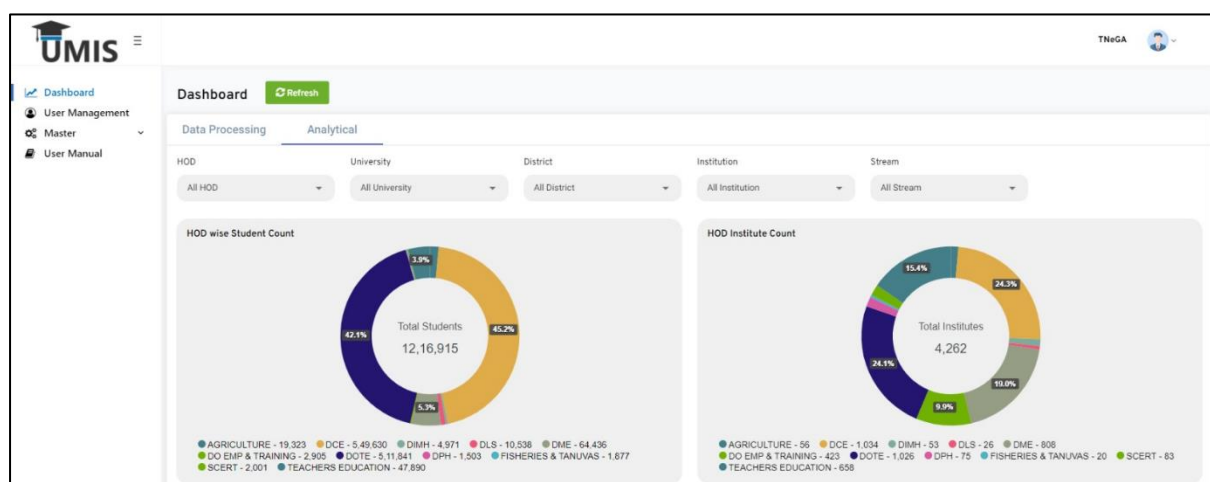 UMIS
TNeGA
Dashboard
User Management
Master
User Manual
Dashboard
Refresh
Data Processing Analytical
HOD University District Institution Stream
All HOD All University All District All Institution All Stream
HOD wise Student Count
3.9%
45.2%
42.1%
5.3%
Total Students
12,16,915
AGRICULTURE - 19,323 DCE - 5,49,630 DIMH - 4,971 DLS - 10,538 DME - 64,436
DO EMP & TRAINING - 2,905 DOTE - 5,11,841 DPH - 1,503 FISHERIES & TANUVAS - 1,877
SCERT - 2,001 TEACHERS EDUCATION - 47,890
HOD Institute Count
15.4%
24.3%
24.1%
19.0%
9.9%
Total Institutes
4,262
AGRICULTURE - 56 DCE - 1,034 DIMH - 53 DLS - 26 DME - 808
DO EMP & TRAINING - 423 DOTE - 1,026 DPH - 75 FISHERIES & TANUVAS - 20 SCERT - 83
TEACHERS EDUCATION - 658